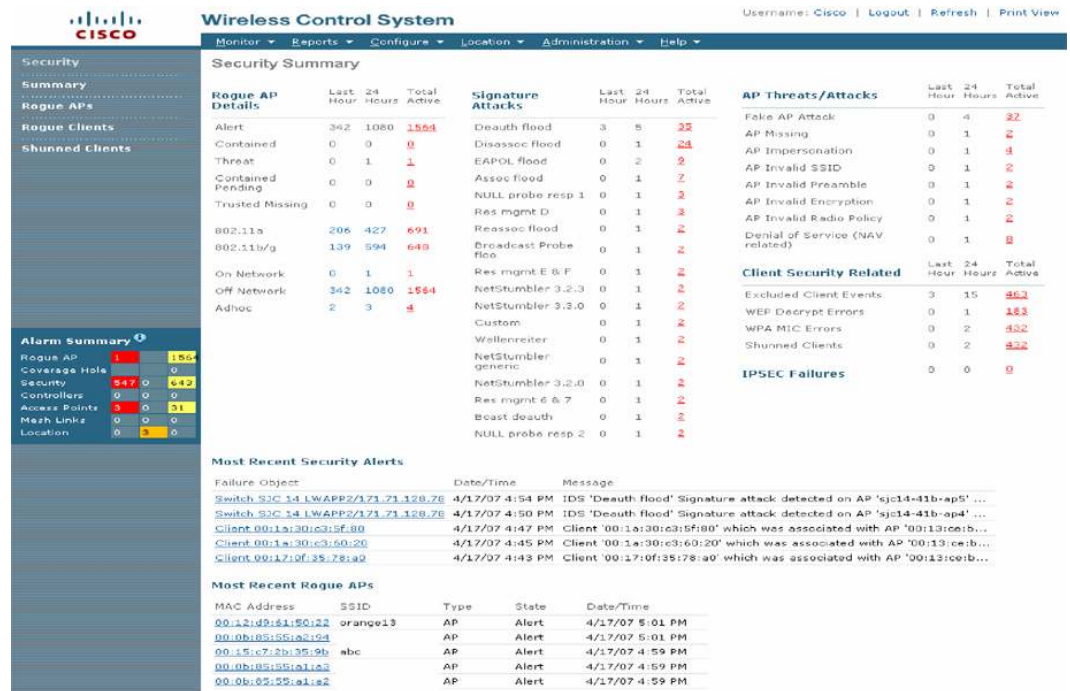 CISCO
Wireless Control System
Username: Cisco | Logout | Refresh | Print View
Monitor Reports Configure Location Administration Help
Security
Summary
Rogue APs
Rogue Clients
Shunned Clients
Alarm Summary
Rogue AP 1 1564
Coverage Hole 0
Security 547 0 643
Controllers 0 0 0
Access Points 3 0 31
Mesh Links 0 0 0
Location 0 3 0
Security Summary
Rogue AP Details Last Hour 24 Hours Total Active
Alert 342 1080 1564
Contained 0 0 0
Threat 0 1 1
Contained Pending 0 0 0
Trusted Missing 0 0 0
802.11a 206 427 691
802.11b/g 139 594 648
On Network 0 1 1
Off Network 342 1080 1564
Adhoc 2 3 4
Signature Attacks Last Hour 24 Hours Total Active
Deauth flood 3 5 35
Disassoc flood 0 1 24
EAPOL flood 0 2 9
Assoc flood 0 1 7
NULL probe resp 1 0 1 3
Res mgmt D 0 1 3
Reassoc flood 0 1 2
Broadcast Probe floo 0 1 2
Res mgmt E & F 0 1 2
NetStumbler 3.2.3 0 1 2
NetStumbler 3.3.0 0 1 2
Custom 0 1 2
Wellenreiter 0 1 2
NetStumbler generic 0 1 2
NetStumbler 3.2.0 0 1 2
Res mgmt 6 & 7 0 1 2
Bcast deauth 0 1 2
NULL probe resp 2 0 1 2
AP Threats/Attacks Last Hour 24 Hours Total Active
Fake AP Attack 0 4 37
AP Missing 0 1 2
AP Impersonation 0 1 4
AP Invalid SSID 0 1 2
AP Invalid Preamble 0 1 2
AP Invalid Encryption 0 1 2
AP Invalid Radio Policy 0 1 2
Denial of Service (NAV related) 0 1 8
Client Security Related Last Hour 24 Hours Total Active
Excluded Client Events 3 15 463
WEP Decrypt Errors 0 1 183
WPA MIC Errors 0 2 432
Shunned Clients 0 2 432
IPSEC Failures 0 0 0
Most Recent Security Alerts
Failure Object Date/Time Message
Switch SJC 14 LWAPP2/171.71.128.78 4/17/07 4:54 PM IDS 'Deauth flood' Signature attack detected on AP 'sjc14-41b-ap5' ...
Switch SJC 14 LWAPP2/171.71.128.78 4/17/07 4:50 PM IDS 'Deauth flood' Signature attack detected on AP 'sjc14-41b-ap4' ...
Client 00:1a:30:c3:5f:80 4/17/07 4:47 PM Client '00:1a:30:c3:5f:80' which was associated with AP '00:13:ce:b...
Client 00:1a:30:c3:60:20 4/17/07 4:45 PM Client '00:1a:30:c3:60:20' which was associated with AP '00:13:ce:b...
Client 00:17:0f:35:78:a0 4/17/07 4:43 PM Client '00:17:0f:35:78:a0' which was associated with AP '00:13:ce:b...
Most Recent Rogue APs
MAC Address SSID Type State Date/Time
00:12:d9:61:50:22 orange13 AP Alert 4/17/07 5:01 PM
00:0b:85:55:a2:94 AP Alert 4/17/07 5:01 PM
00:15:c7:2b:35:9b abc AP Alert 4/17/07 4:59 PM
00:0b:85:55:a1:a3 AP Alert 4/17/07 4:59 PM
00:0b:85:55:a1:a2 AP Alert 4/17/07 4:59 PM